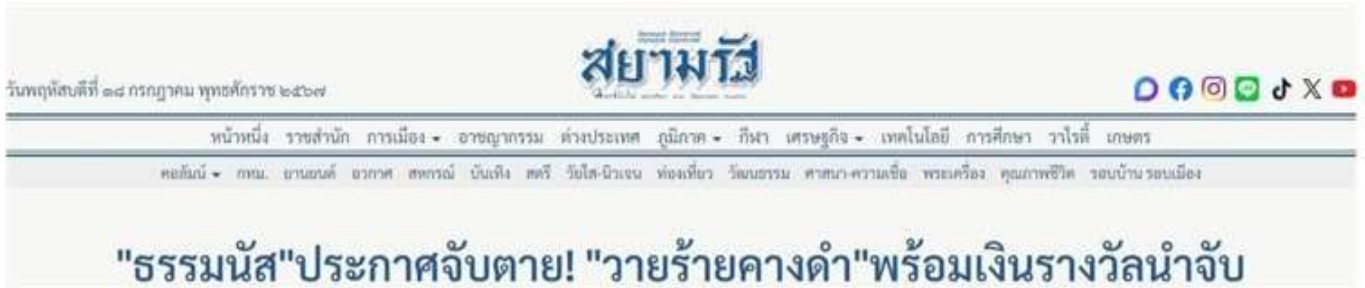 สยามรัฐ
วันพฤหัสบดีที่ ๑๘ กรกฎาคม พุทธศักราช ๒๕๖๗
หน้าหนึ่ง ราชสำนัก การเมือง อาชญากรรม ต่างประเทศ ภูมิภาค กีฬา เศรษฐกิจ เทคโนโลยี การศึกษา วาไรตี้ เกษตร
คอลัมน์ กทม. ยานยนต์ อวกาศ สหกรณ์ บันเทิง สตรี วัยใส-นิวเจน ท่องเที่ยว วัฒนธรรม ศาสนา-ความเชื่อ พระเครื่อง คุณภาพชีวิต รอบบ้าน รอบเมือง
"ธรรมนัส"ประกาศจับตาย! "วายร้ายคางดำ"พร้อมเงินรางวัลนำจับ